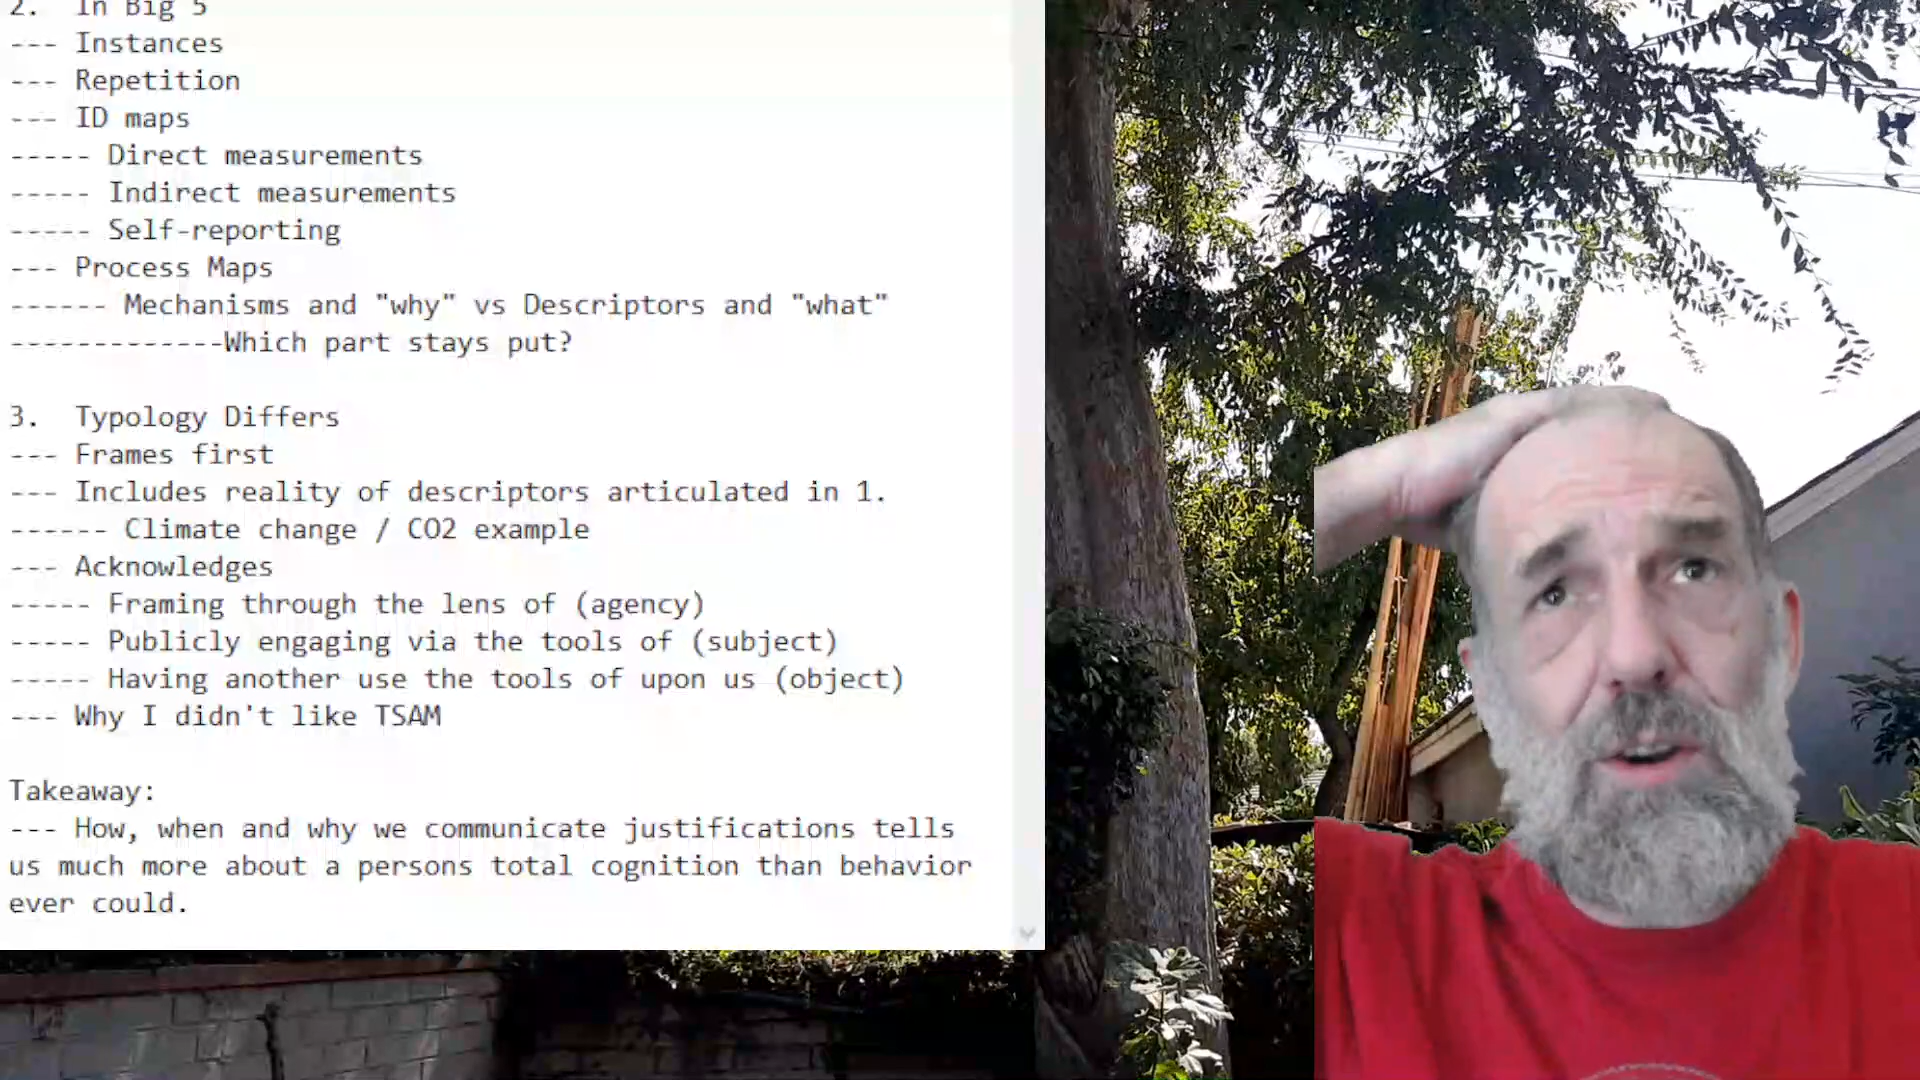 2.  In Big 5
--- Instances
--- Repetition
--- ID maps
----- Direct measurements
----- Indirect measurements
----- Self-reporting
--- Process Maps
------ Mechanisms and "why" vs Descriptors and "what"
-------------Which part stays put?
3.  Typology Differs
--- Frames first
--- Includes reality of descriptors articulated in 1.
------ Climate change / CO2 example
--- Acknowledges
----- Framing through the lens of (agency)
----- Publicly engaging via the tools of (subject)
----- Having another use the tools of upon us (object)
--- Why I didn't like TSAM
Takeaway:
--- How, when and why we communicate justifications tells
us much more about a persons total cognition than behavior
ever could.